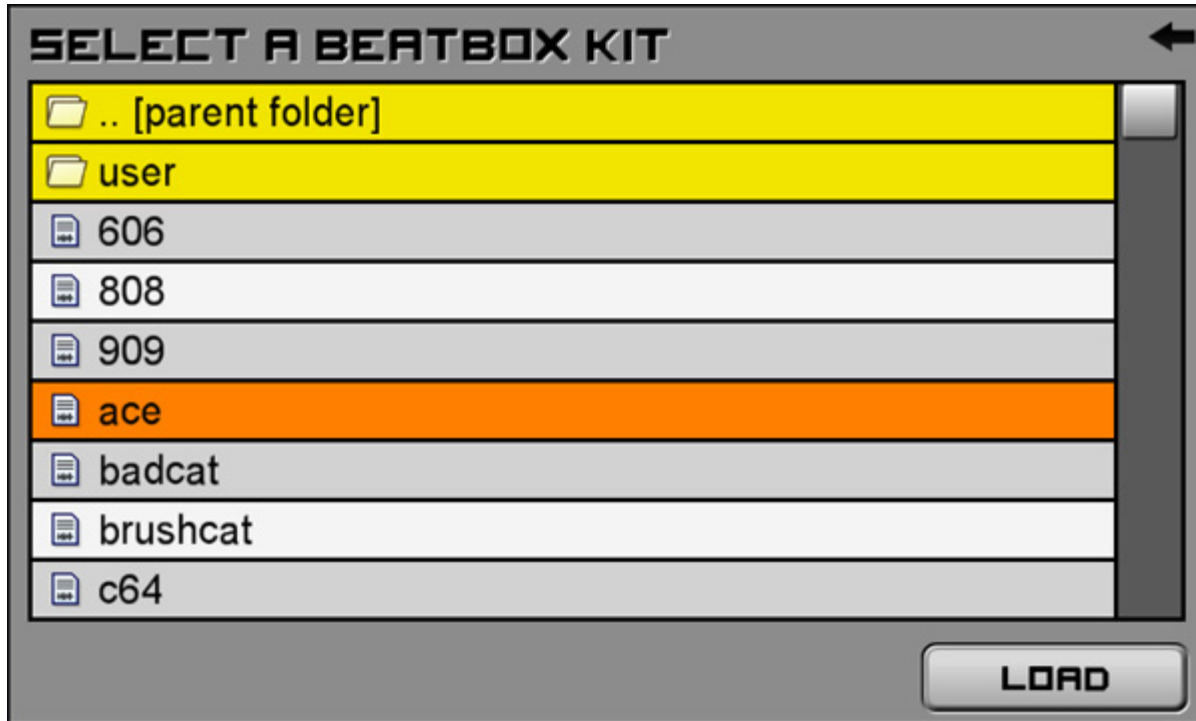 SELECT A BEATBOX KIT
.. [parent folder]
user
606
808
909
ace
badcat
brushcat
c64
LOAD